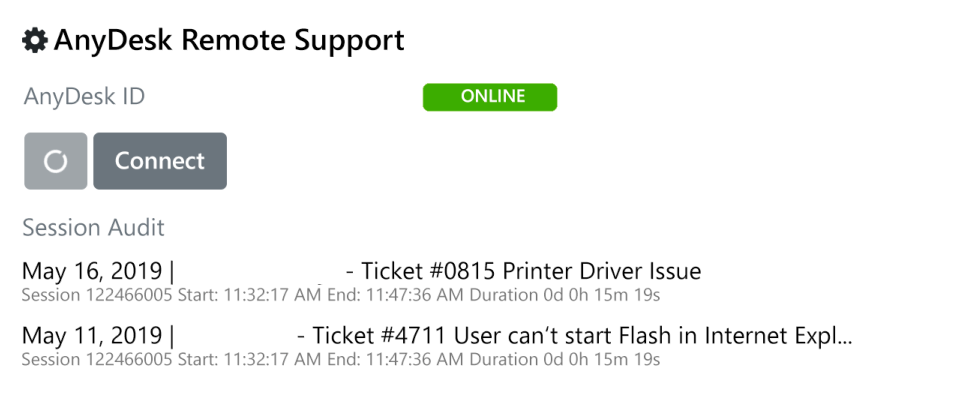 AnyDesk Remote Support
AnyDesk ID
ONLINE
Connect
Session Audit
May 16, 2019 | - Ticket #0815 Printer Driver Issue
Session 122466005 Start: 11:32:17 AM End: 11:47:36 AM Duration 0d 0h 15m 19s
May 11, 2019 | - Ticket #4711 User can't start Flash in Internet Expl...
Session 122466005 Start: 11:32:17 AM End: 11:47:36 AM Duration 0d 0h 15m 19s